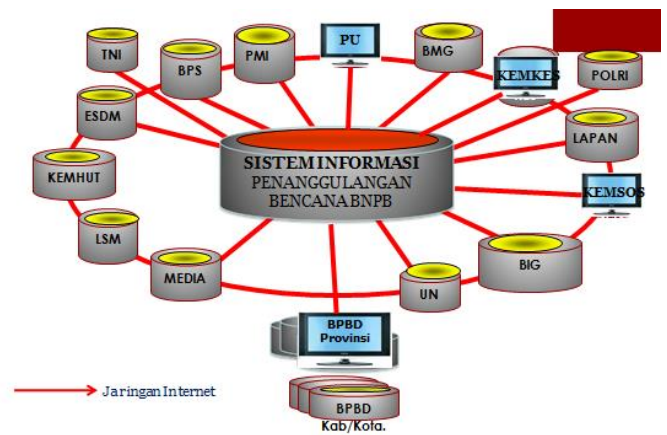 TNI
BPS
PMI
PU
BMG
KEMKES
POLRI
ESDM
LAPAN
KEMHUT
SISTEM INFORMASI
PENANGGULANGAN
BENCANA BNPB
KEMSOS
LSM
MEDIA
UN
BIG
BPBD
Provinsi
Jaringan Internet
BPBD
Kab/Kota.